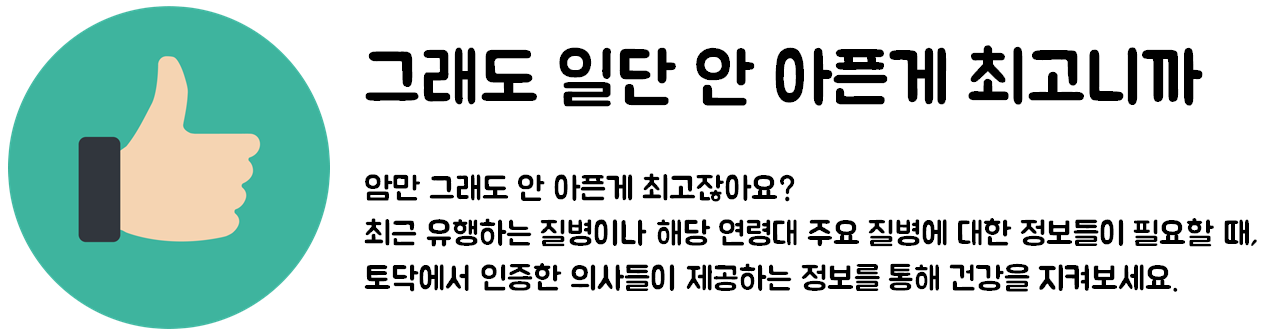 그래도 일단 안 아픈게 최고니까
암만 그래도 안 아픈게 최고잖아요?
최근 유행하는 질병이나 해당 연령대 주요 질병에 대한 정보들이 필요할 때,
토닥에서 인증한 의사들이 제공하는 정보를 통해 건강을 지켜보세요.